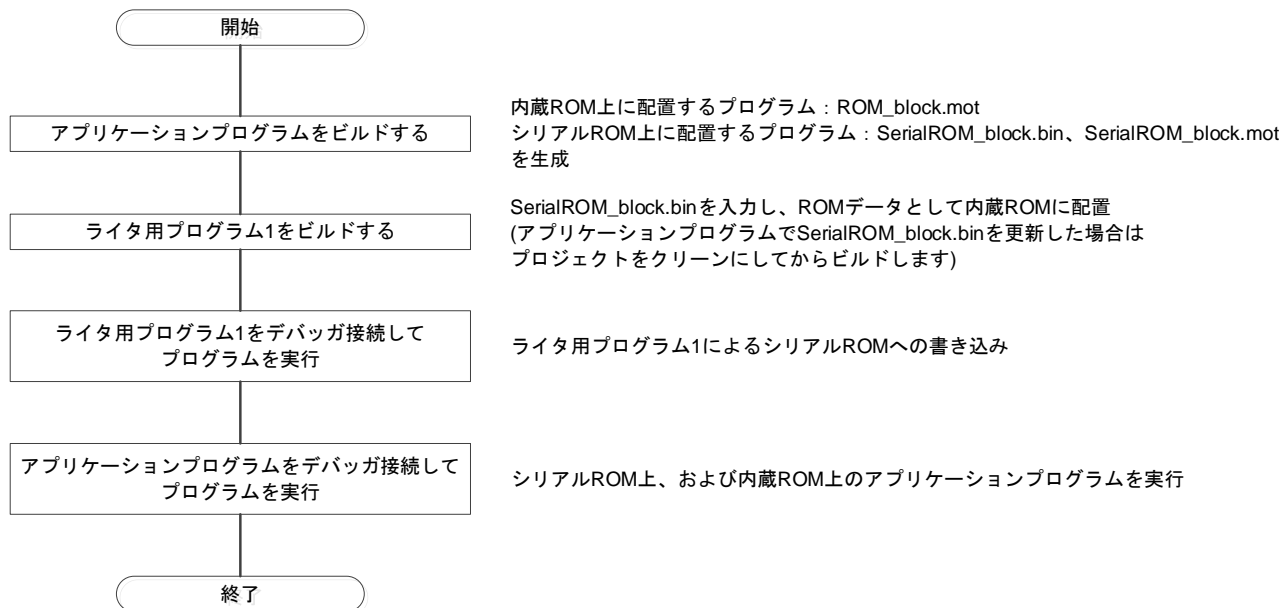 開始
アプリケーションプログラムをビルドする
内蔵ROM上に配置するプログラム：ROM_block.mot
シリアルROM上に配置するプログラム：SerialROM_block.bin、SerialROM_block.mot
を生成
ライタ用プログラム1をビルドする
SerialROM_block.binを入力し、ROMデータとして内蔵ROMに配置
(アプリケーションプログラムでSerialROM_block.binを更新した場合は
プロジェクトをクリーンにしてからビルドします)
ライタ用プログラム1をデバッガ接続して
プログラムを実行
ライタ用プログラム1によるシリアルROMへの書き込み
アプリケーションプログラムをデバッガ接続して
プログラムを実行
シリアルROM上、および内蔵ROM上のアプリケーションプログラムを実行
終了